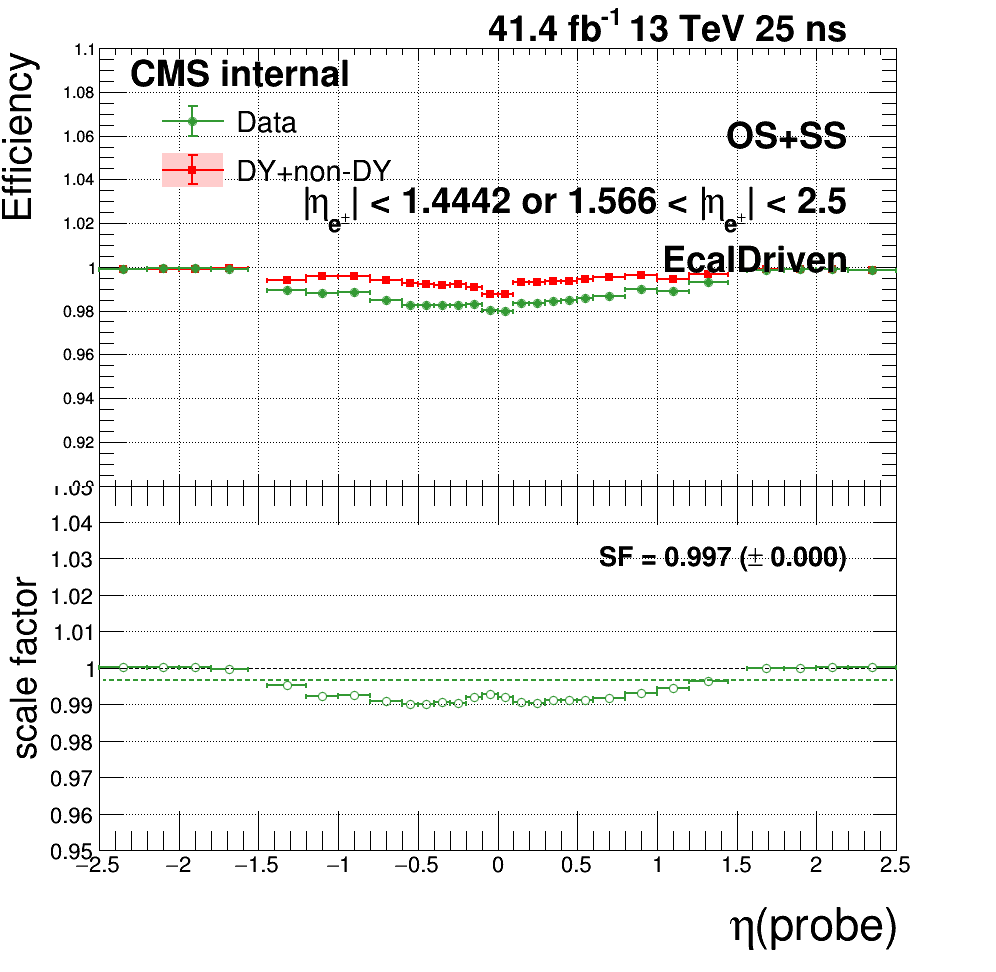 41.4 fb⁻¹ 13 TeV 25 ns
Efficiency
CMS internal
Data
DY+non-DY
OS+SS
|η_e±| < 1.4442 or 1.566 < |η_e±| < 2.5
EcalDriven
1.1
1.08
1.06
1.04
1.02
1
0.98
0.96
0.94
0.92
scale factor
SF = 0.997 (± 0.000)
1.04
1.03
1.02
1.01
1
0.99
0.98
0.97
0.96
0.95
−2.5 −2 −1.5 −1 −0.5 0 0.5 1 1.5 2 2.5
η(probe)